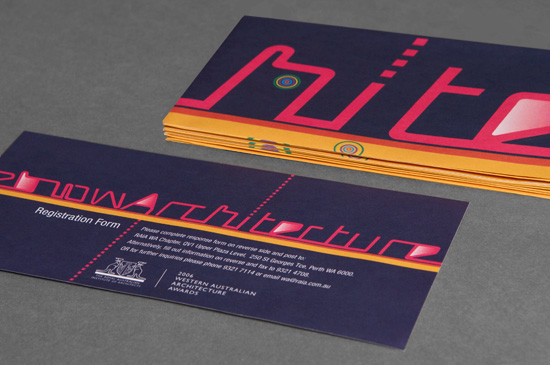 hite
showArchitecture
Registration Form
Please complete response form on reverse side and post to:
RAIA WA Chapter, QV1 Upper Plaza Level, 250 St Georges Tce, Perth WA 6000.
Alternatively, fill out information on reverse and fax to 9321 4708.
OR for further inquiries please phone 9321 7114 or email wa@raia.com.au
2006
WESTERN AUSTRALIAN
ARCHITECTURE
AWARDS